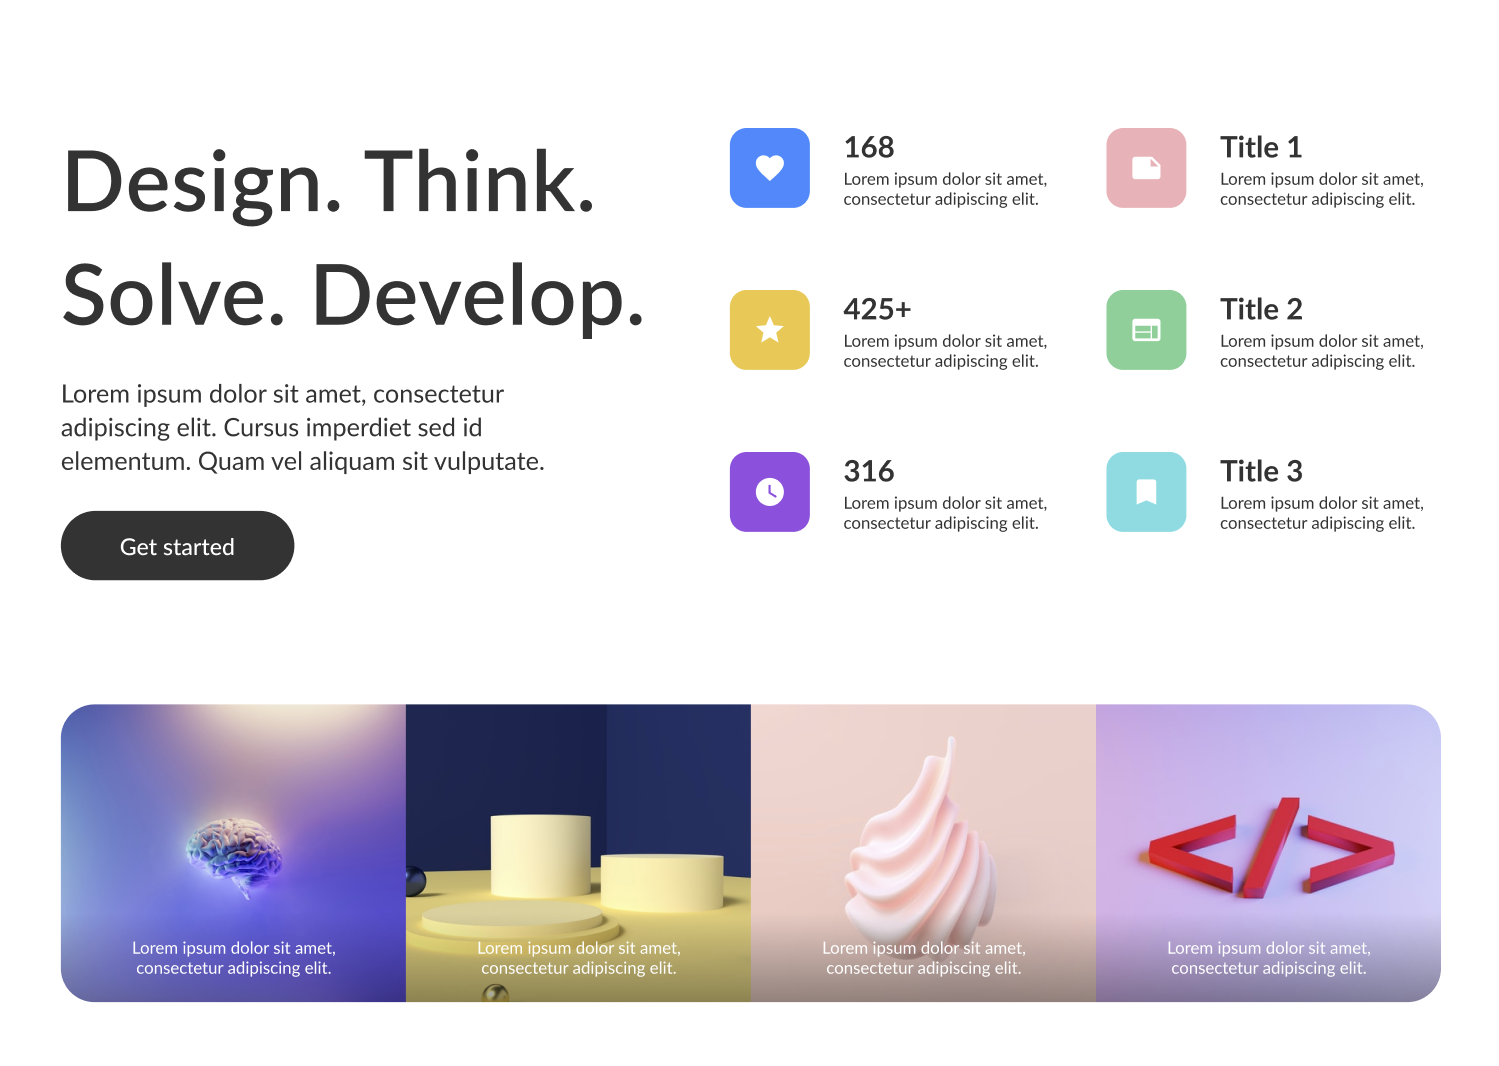 Design. Think.
Solve. Develop.
Lorem ipsum dolor sit amet, consectetur
adipiscing elit. Cursus imperdiet sed id
elementum. Quam vel aliquam sit vulputate.
Get started
168
Lorem ipsum dolor sit amet,
consectetur adipiscing elit.
Title 1
Lorem ipsum dolor sit amet,
consectetur adipiscing elit.
425+
Lorem ipsum dolor sit amet,
consectetur adipiscing elit.
Title 2
Lorem ipsum dolor sit amet,
consectetur adipiscing elit.
316
Lorem ipsum dolor sit amet,
consectetur adipiscing elit.
Title 3
Lorem ipsum dolor sit amet,
consectetur adipiscing elit.
Lorem ipsum dolor sit amet,
consectetur adipiscing elit.
Lorem ipsum dolor sit amet,
consectetur adipiscing elit.
Lorem ipsum dolor sit amet,
consectetur adipiscing elit.
Lorem ipsum dolor sit amet,
consectetur adipiscing elit.